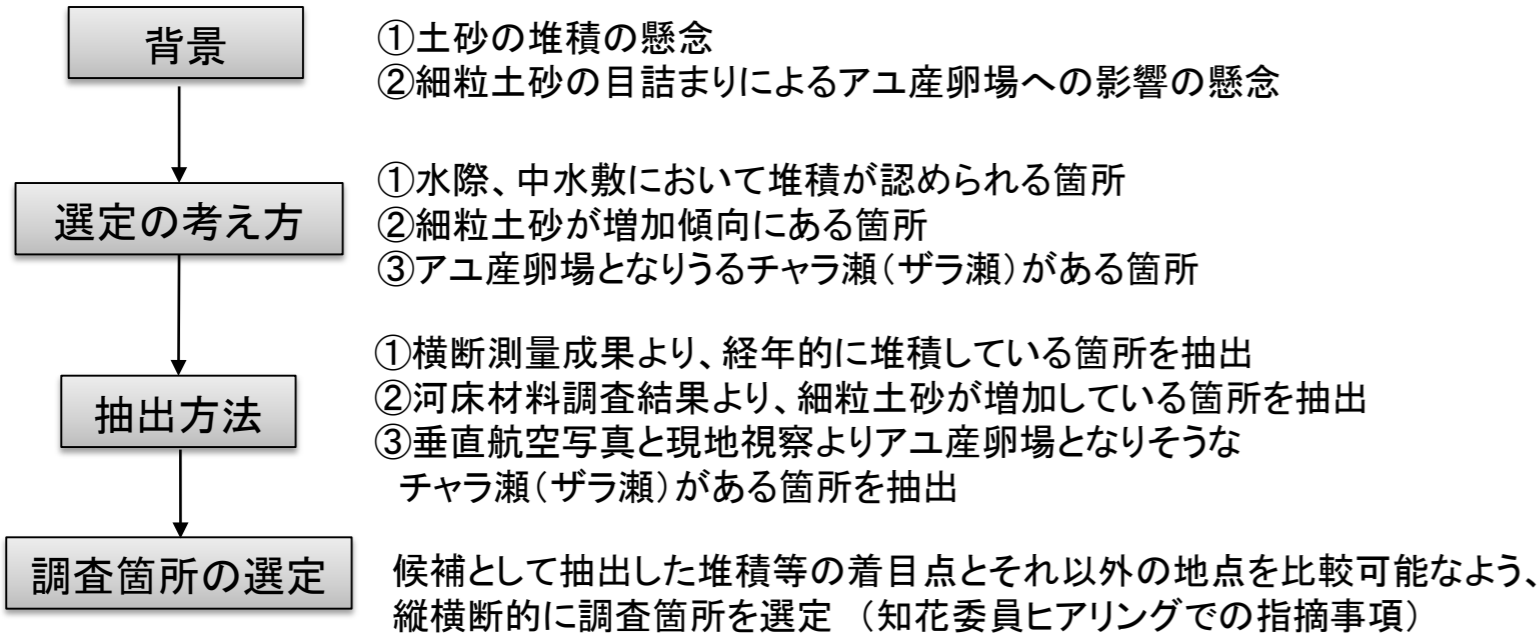 背景
①土砂の堆積の懸念
②細粒土砂の目詰まりによるアユ産卵場への影響の懸念
選定の考え方
①水際、中水敷において堆積が認められる箇所
②細粒土砂が増加傾向にある箇所
③アユ産卵場となりうるチャラ瀬(ザラ瀬)がある箇所
抽出方法
①横断測量成果より、経年的に堆積している箇所を抽出
②河床材料調査結果より、細粒土砂が増加している箇所を抽出
③垂直航空写真と現地視察よりアユ産卵場となりそうな
チャラ瀬(ザラ瀬)がある箇所を抽出
調査箇所の選定
候補として抽出した堆積等の着目点とそれ以外の地点を比較可能なよう、
縦横断的に調査箇所を選定 (知花委員ヒアリングでの指摘事項)